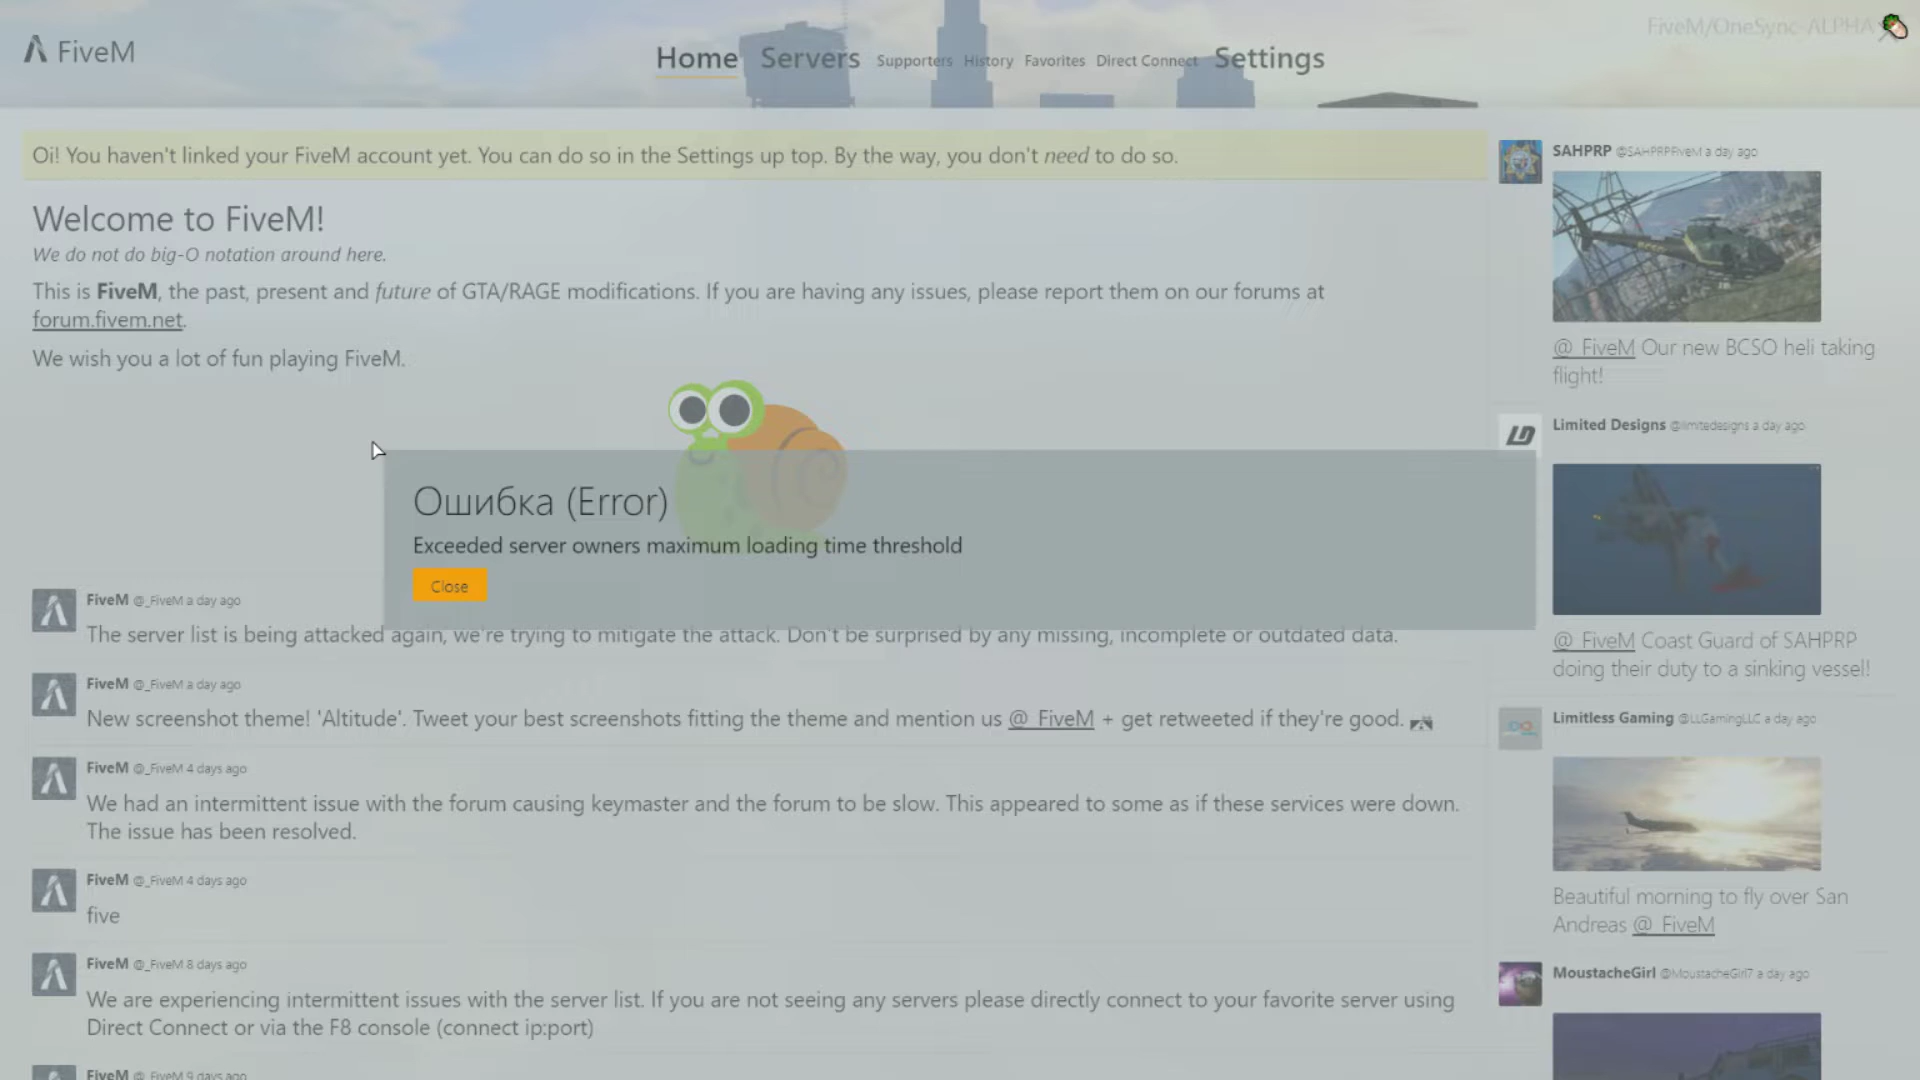 FiveM
Home Servers Supporters History Favorites Direct Connect Settings
FiveM/OneSync-ALPHA
Oi! You haven't linked your FiveM account yet. You can do so in the Settings up top. By the way, you don't need to do so.
Welcome to FiveM!
We do not do big-O notation around here.
This is FiveM, the past, present and future of GTA/RAGE modifications. If you are having any issues, please report them on our forums at
forum.fivem.net.
We wish you a lot of fun playing FiveM.
Ошибка (Error)
Exceeded server owners maximum loading time threshold
Close
FiveM @_FiveM a day ago
The server list is being attacked again, we're trying to mitigate the attack. Don't be surprised by any missing, incomplete or outdated data.
FiveM @_FiveM a day ago
New screenshot theme! 'Altitude'. Tweet your best screenshots fitting the theme and mention us @_FiveM + get retweeted if they're good.
FiveM @_FiveM 4 days ago
We had an intermittent issue with the forum causing keymaster and the forum to be slow. This appeared to some as if these services were down.
The issue has been resolved.
FiveM @_FiveM 4 days ago
five
FiveM @_FiveM 8 days ago
We are experiencing intermittent issues with the server list. If you are not seeing any servers please directly connect to your favorite server using
Direct Connect or via the F8 console (connect ip:port)
FiveM @_FiveM 9 days ago
SAHPRP @SAHPRPFiveM a day ago
@_FiveM Our new BCSO heli taking
flight!
LD
Limited Designs @limitedesigns a day ago
@_FiveM Coast Guard of SAHPRP
doing their duty to a sinking vessel!
Limitless Gaming @LLGamingLLC a day ago
Beautiful morning to fly over San
Andreas @_FiveM
MoustacheGirl @MoustacheGirl7 a day ago